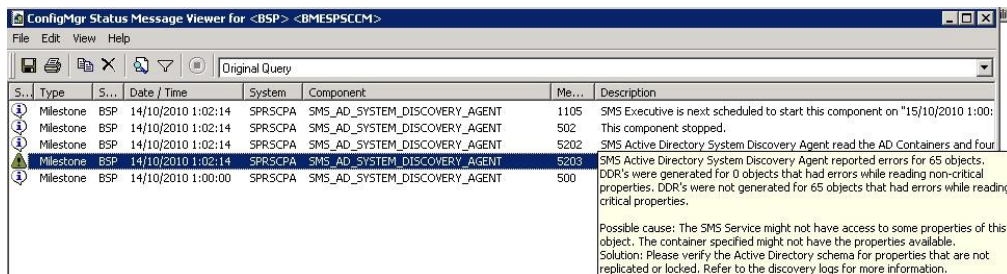 ConfigMgr Status Message Viewer for <BSP> <BMESPSCCM>
File Edit View Help
Original Query
S... Type S... Date / Time System Component Me... Description
Milestone BSP 14/10/2010 1:02:14 SPRSCPA SMS_AD_SYSTEM_DISCOVERY_AGENT 1105 SMS Executive is next scheduled to start this component on "15/10/2010 1:00:
Milestone BSP 14/10/2010 1:02:14 SPRSCPA SMS_AD_SYSTEM_DISCOVERY_AGENT 502 This component stopped.
Milestone BSP 14/10/2010 1:02:14 SPRSCPA SMS_AD_SYSTEM_DISCOVERY_AGENT 5202 SMS Active Directory System Discovery Agent read the AD Containers and four
Milestone BSP 14/10/2010 1:02:14 SPRSCPA SMS_AD_SYSTEM_DISCOVERY_AGENT 5203 SMS Active Directory System Discovery Agent reported errors for 65 objects.
Milestone BSP 14/10/2010 1:00:00 SPRSCPA SMS_AD_SYSTEM_DISCOVERY_AGENT 500
DDR's were generated for 0 objects that had errors while reading non-critical
properties. DDR's were not generated for 65 objects that had errors while reading
critical properties.
Possible cause: The SMS Service might not have access to some properties of this
object. The container specified might not have the properties available.
Solution: Please verify the Active Directory schema for properties that are not
replicated or locked. Refer to the discovery logs for more information.